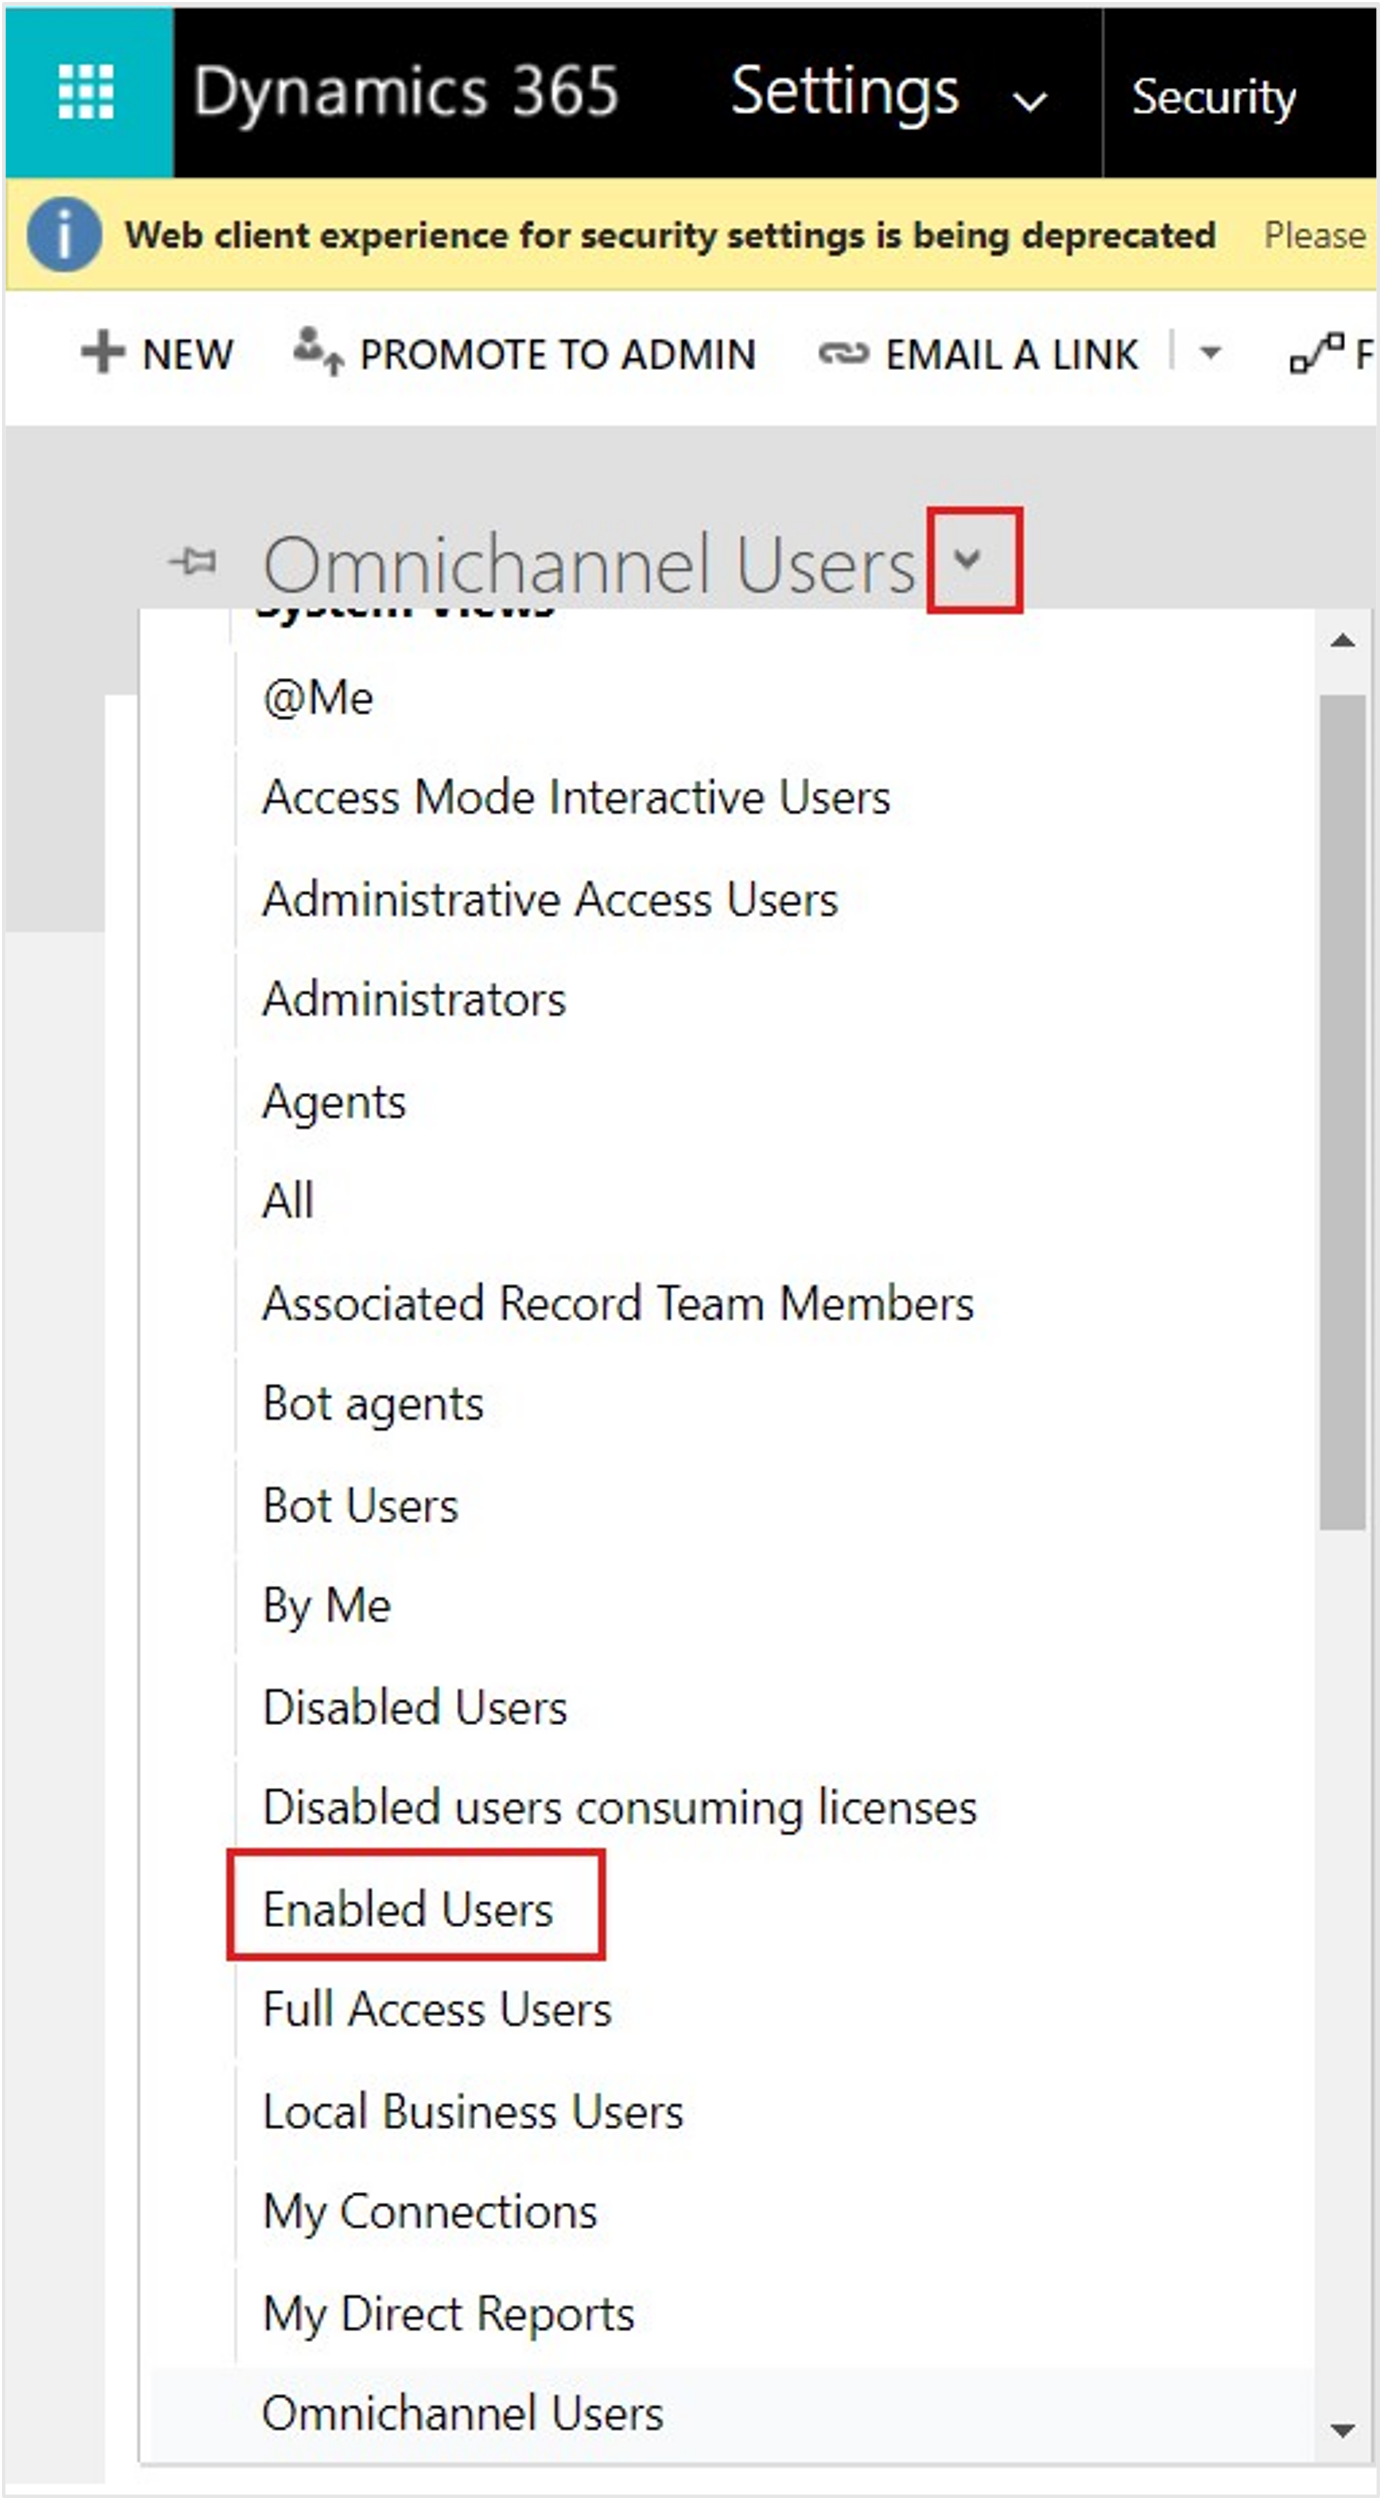 Dynamics 365 Settings Security
Web client experience for security settings is being deprecated Please
NEW PROMOTE TO ADMIN EMAIL A LINK F
Omnichannel Users
System Views
@Me
Access Mode Interactive Users
Administrative Access Users
Administrators
Agents
All
Associated Record Team Members
Bot agents
Bot Users
By Me
Disabled Users
Disabled users consuming licenses
Enabled Users
Full Access Users
Local Business Users
My Connections
My Direct Reports
Omnichannel Users